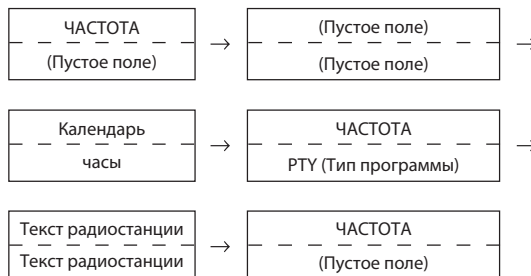 ЧАСТОТА
(Пустое поле)
→
(Пустое поле)
(Пустое поле)
→
Календарь
часы
→
ЧАСТОТА
PTY (Тип программы)
→
Текст радиостанции
Текст радиостанции
→
ЧАСТОТА
(Пустое поле)